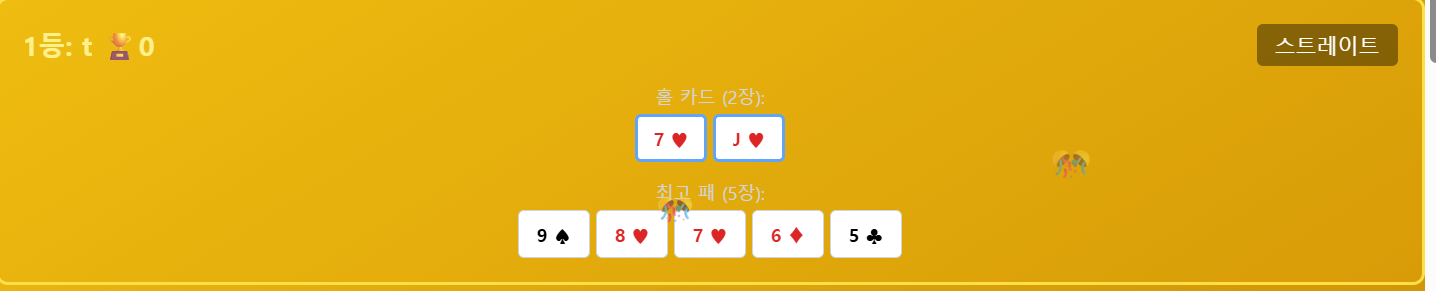 1등: t 🏆 0
스트레이트
홀 카드 (2장):
7 ♥ J ♥
최고 패 (5장):
9 ♠ 8 ♥ 7 ♥ 6 ♦ 5 ♣